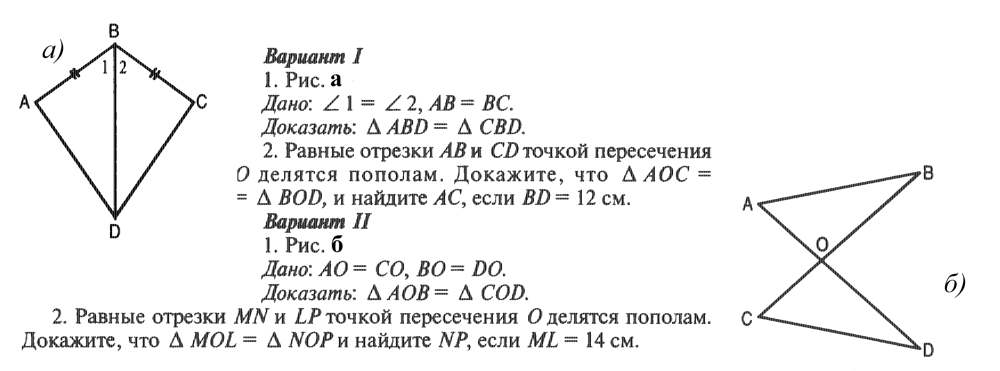 а)
B
1 2
A
C
D
Вариант I
1. Рис. а
Дано: ∠ 1 = ∠ 2, AB = BC.
Доказать: Δ ABD = Δ CBD.
2. Равные отрезки AB и CD точкой пересечения
O делятся пополам. Докажите, что Δ AOC =
= Δ BOD, и найдите AC, если BD = 12 см.
Вариант II
1. Рис. б
Дано: AO = CO, BO = DO.
Доказать: Δ AOB = Δ COD.
2. Равные отрезки MN и LP точкой пересечения O делятся пополам.
Докажите, что Δ MOL = Δ NOP и найдите NP, если ML = 14 см.
B
A
O
б)
C
D